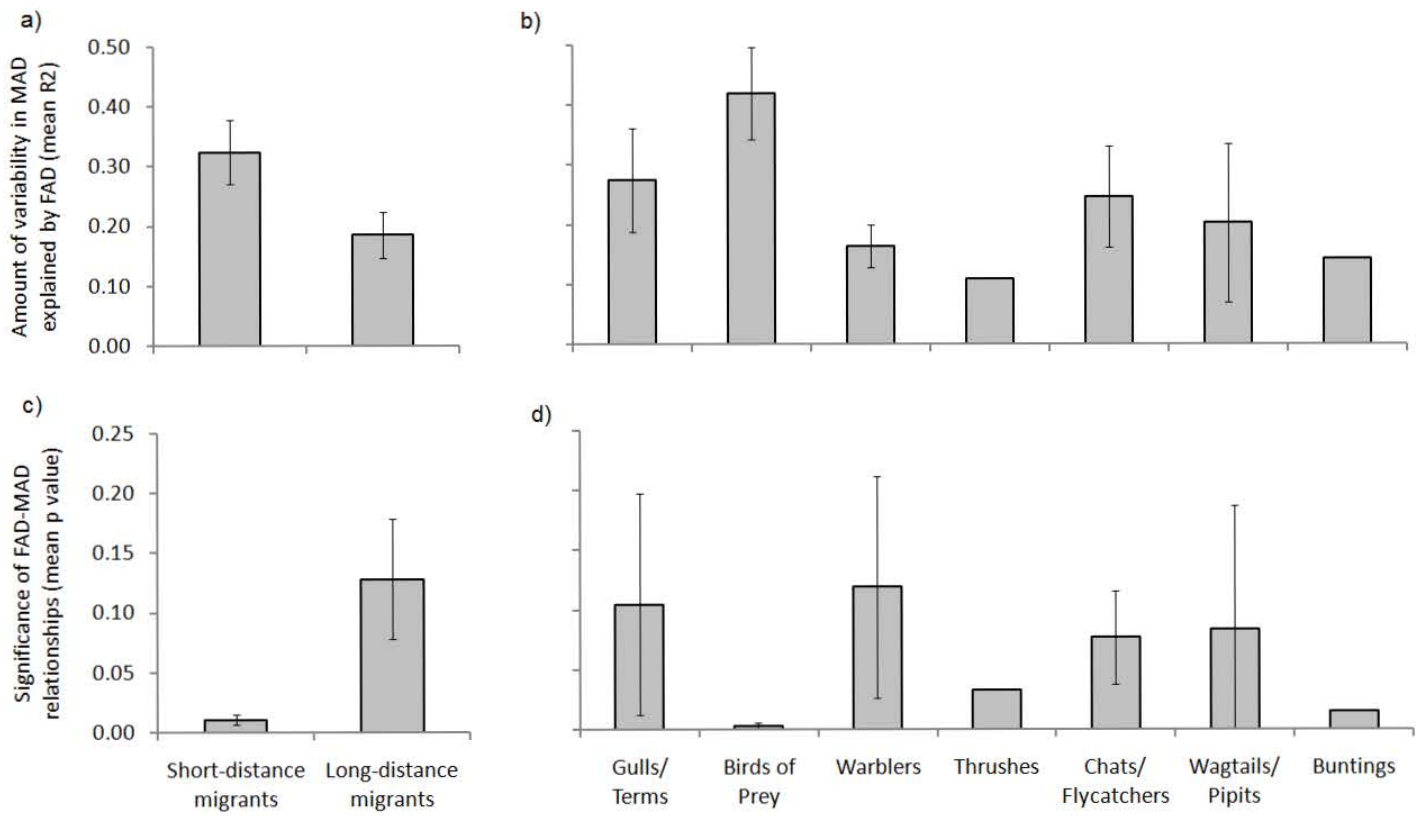 a)
b)
Amount of variability in MAD
explained by FAD (mean R2)
0.50
0.40
0.30
0.20
0.10
0.00
c)
d)
Significance of FAD-MAD
relationships (mean p value)
0.25
0.20
0.15
0.10
0.05
0.00
Short-distance
migrants
Long-distance
migrants
Gulls/
Terms
Birds of
Prey
Warblers
Thrushes
Chats/
Flycatchers
Wagtails/
Pipits
Buntings